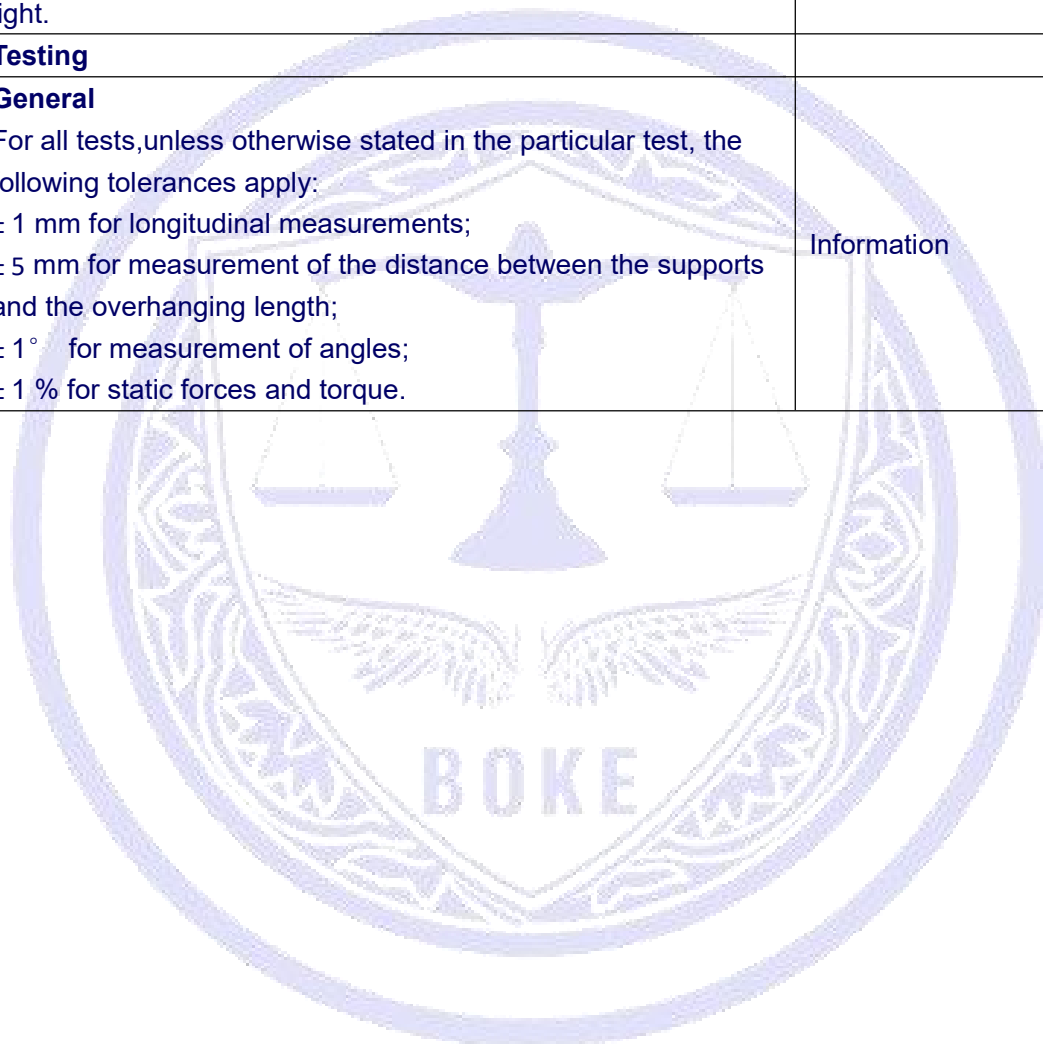 ight.
Testing
General
For all tests,unless otherwise stated in the particular test, the
ollowing tolerances apply:
± 1 mm for longitudinal measurements;
± 5 mm for measurement of the distance between the supports
and the overhanging length;
± 1° for measurement of angles;
± 1 % for static forces and torque.
Information
BOKE